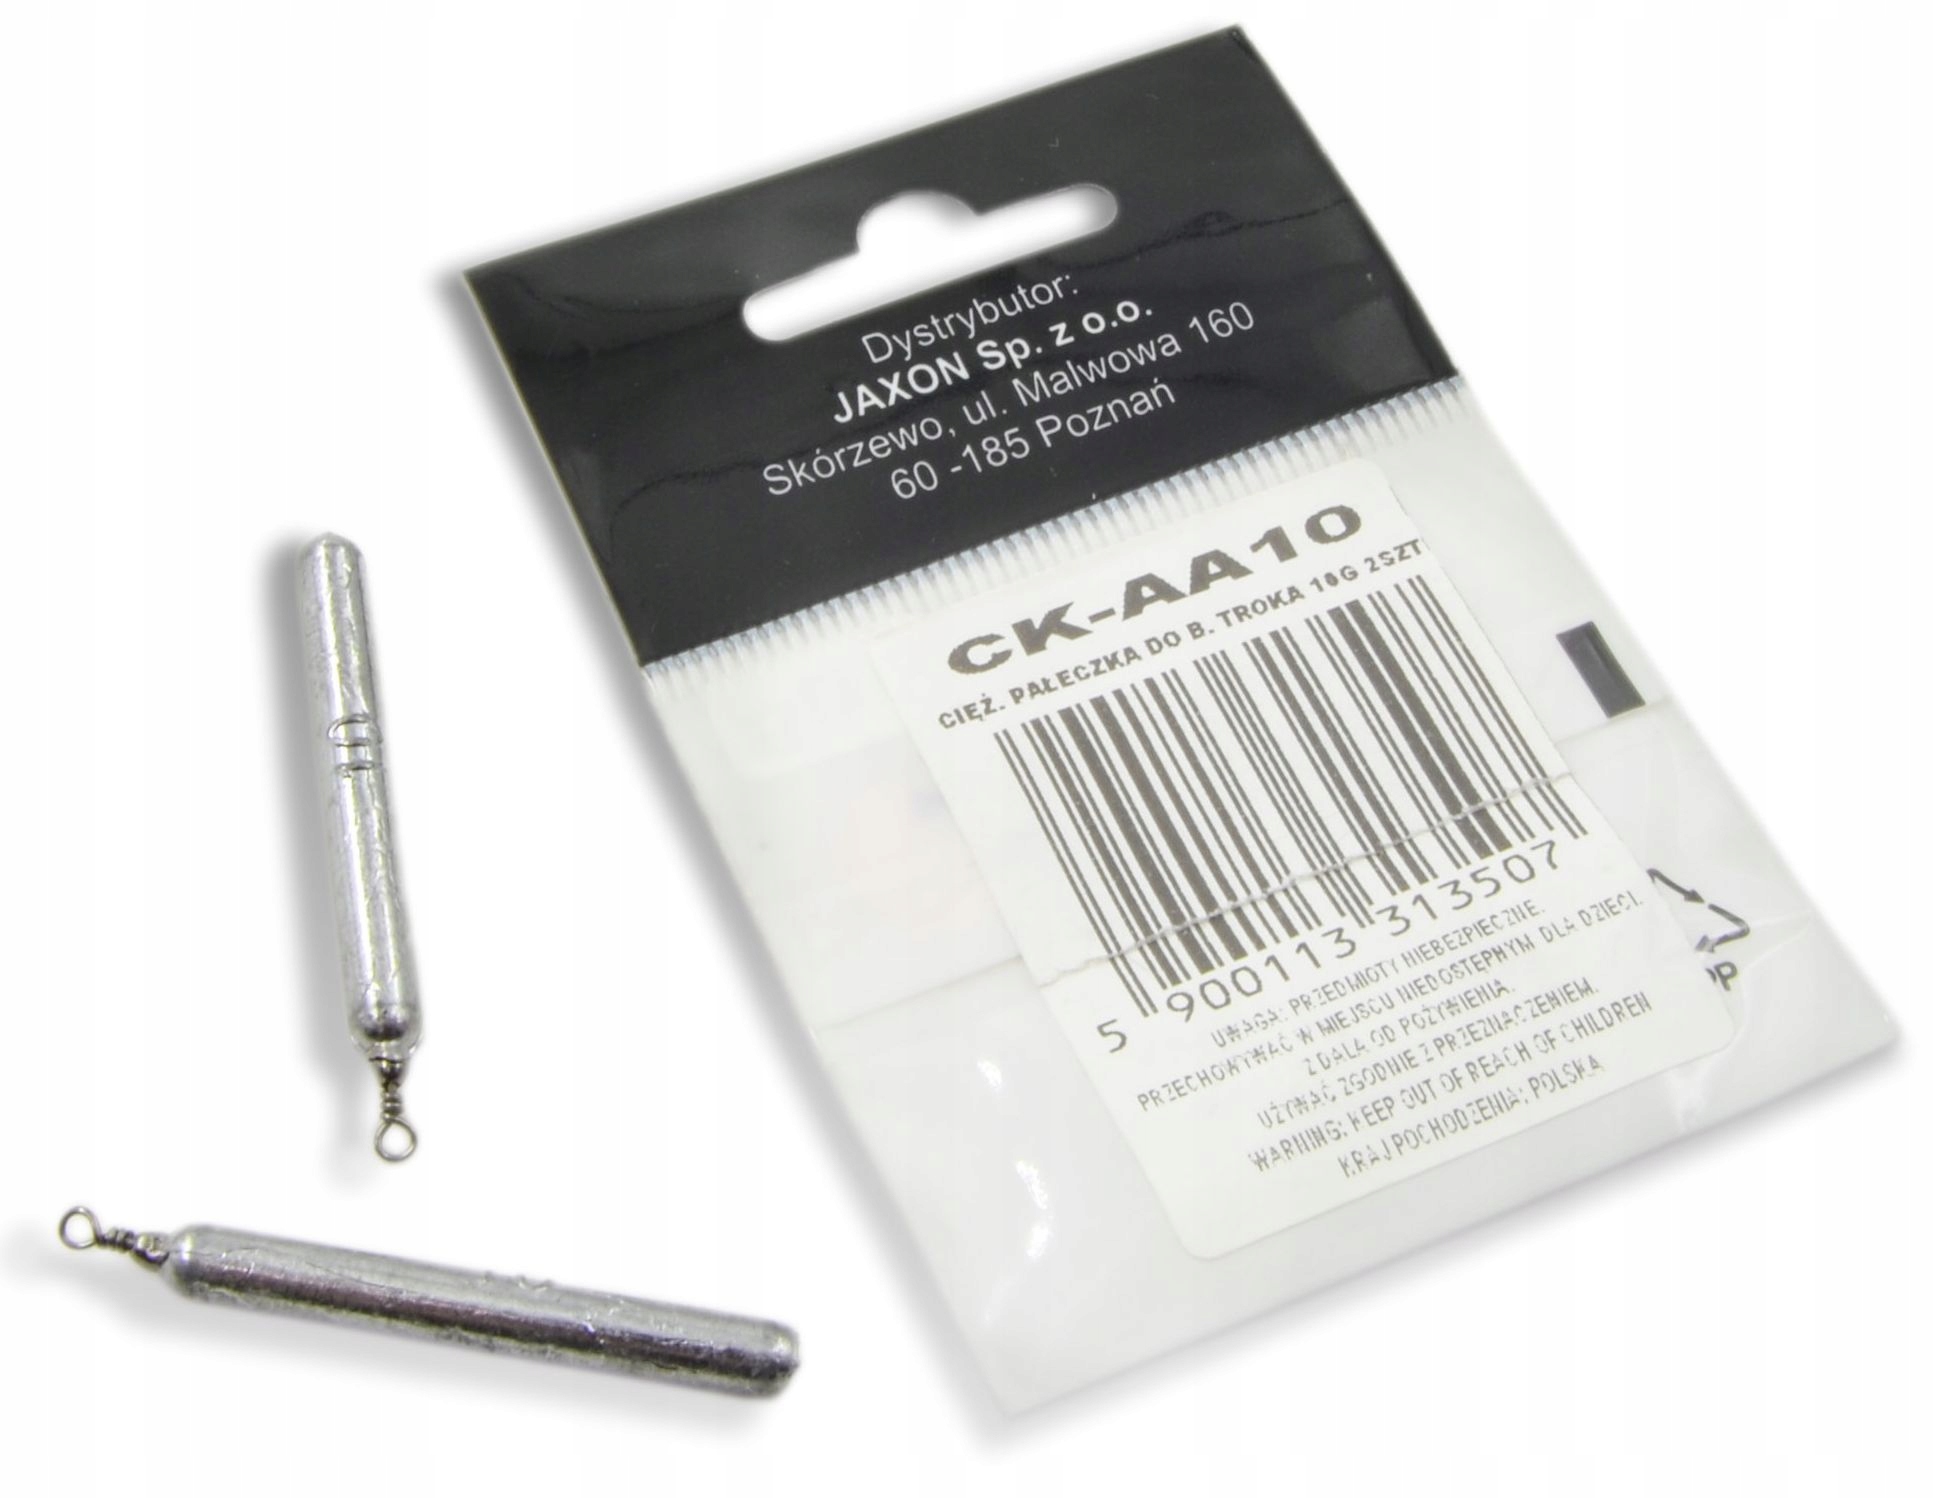 Dystrybutor:
JAXON Sp. z o.o.
Skórzewo, ul. Malwowa 160
60 -185 Poznań
CK-AA10
CIĘŻ. PAŁECZKA DO B. TROKA 10G 2SZT
5 900113 313507
UWAGA: PRZEDMIOTY NIEBEZPIECZNE.
PRZECHOWYWAĆ W MIEJSCU NIEDOSTĘPNYM DLA DZIECI.
Z DALA OD POŻYWIENIA.
UŻYWAĆ ZGODNIE Z PRZEZNACZENIEM.
WARNING: KEEP OUT OF REACH OF CHILDREN
KRAJ POCHODZENIA: POLSKA